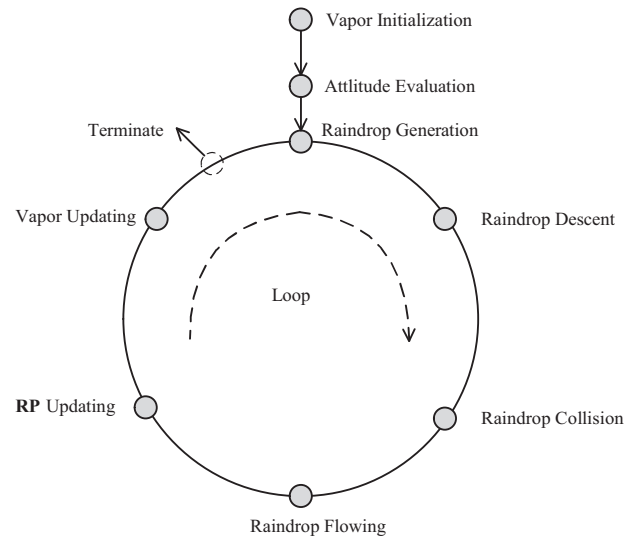 Vapor Initialization
Attlitude Evaluation
Raindrop Generation
Terminate
Vapor Updating
Raindrop Descent
Loop
RP Updating
Raindrop Collision
Raindrop Flowing